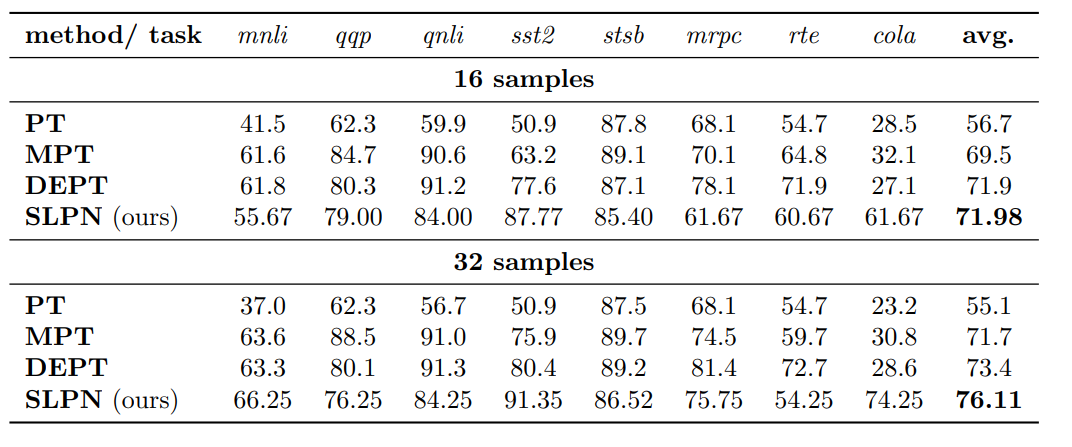 method/ task mnli qqp qnli sst2 stsb mrpc rte cola avg.
16 samples
PT 41.5 62.3 59.9 50.9 87.8 68.1 54.7 28.5 56.7
MPT 61.6 84.7 90.6 63.2 89.1 70.1 64.8 32.1 69.5
DEPT 61.8 80.3 91.2 77.6 87.1 78.1 71.9 27.1 71.9
SLPN (ours) 55.67 79.00 84.00 87.77 85.40 61.67 60.67 61.67 71.98
32 samples
PT 37.0 62.3 56.7 50.9 87.5 68.1 54.7 23.2 55.1
MPT 63.6 88.5 91.0 75.9 89.7 74.5 59.7 30.8 71.7
DEPT 63.3 80.1 91.3 80.4 89.2 81.4 72.7 28.6 73.4
SLPN (ours) 66.25 76.25 84.25 91.35 86.52 75.75 54.25 74.25 76.11